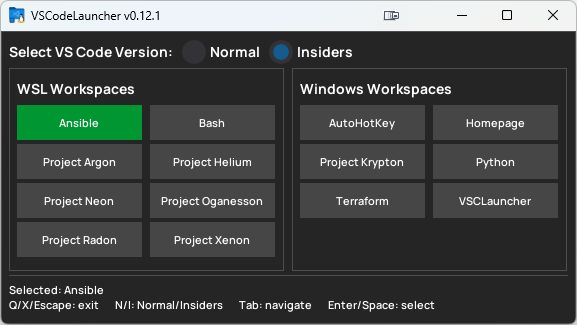 VSCodeLauncher v0.12.1
Select VS Code Version: Normal Insiders
WSL Workspaces
Ansible Bash
Project Argon Project Helium
Project Neon Project Oganesson
Project Radon Project Xenon
Windows Workspaces
AutoHotKey Homepage
Project Krypton Python
Terraform VSCLauncher
Selected: Ansible
Q/X/Escape: exit N/I: Normal/Insiders Tab: navigate Enter/Space: select